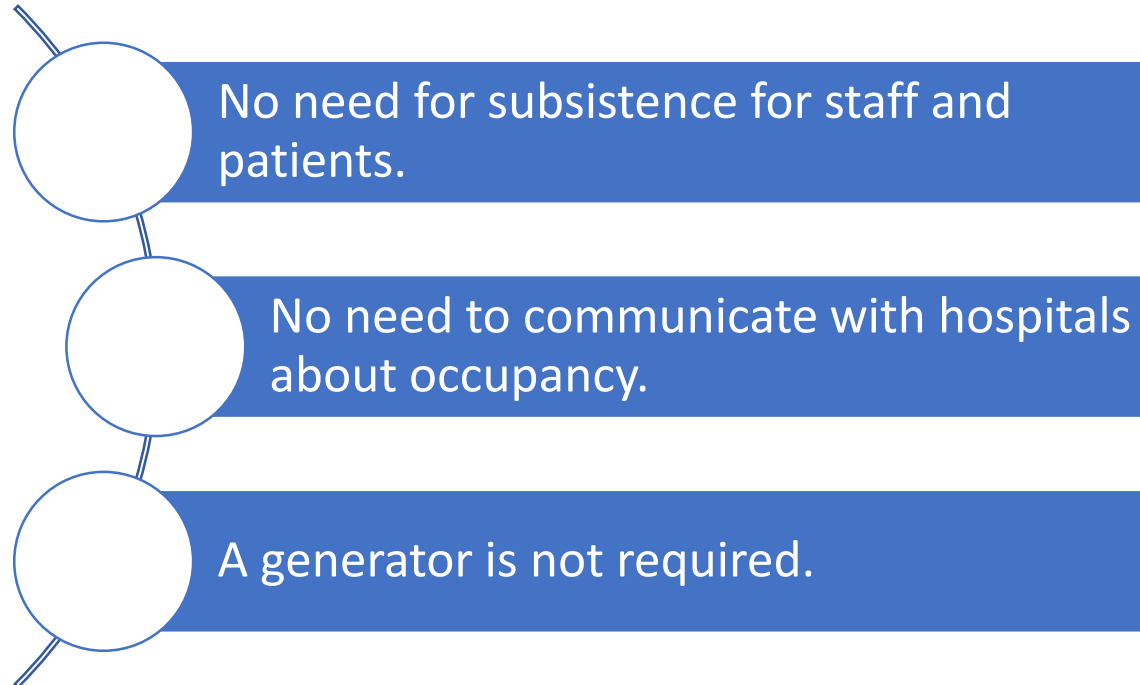 No need for subsistence for staff and
patients.
No need to communicate with hospitals
about occupancy.
A generator is not required.